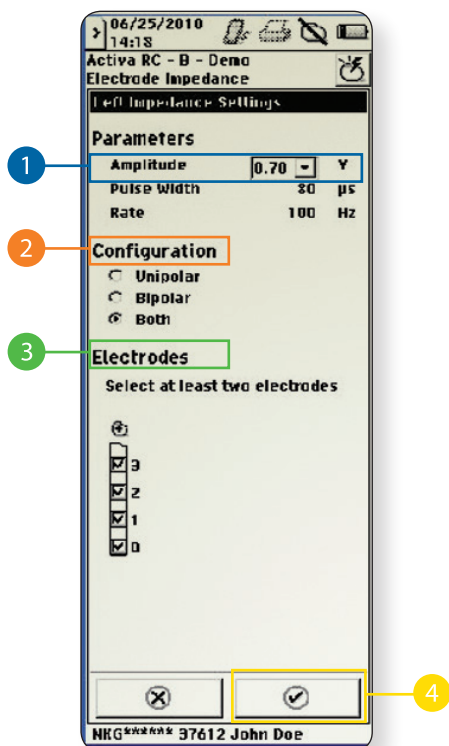 06/25/2010
14:18
Activa RC - B - Demo
Electrode Impedance
Left Impedance Settings
Parameters
1 Amplitude 0.70 V
Pulse Width 80 µs
Rate 100 Hz
2 Configuration
Unipolar
Bipolar
Both
3 Electrodes
Select at least two electrodes
3
2
1
0
4
NKG****** 37612 John Doe